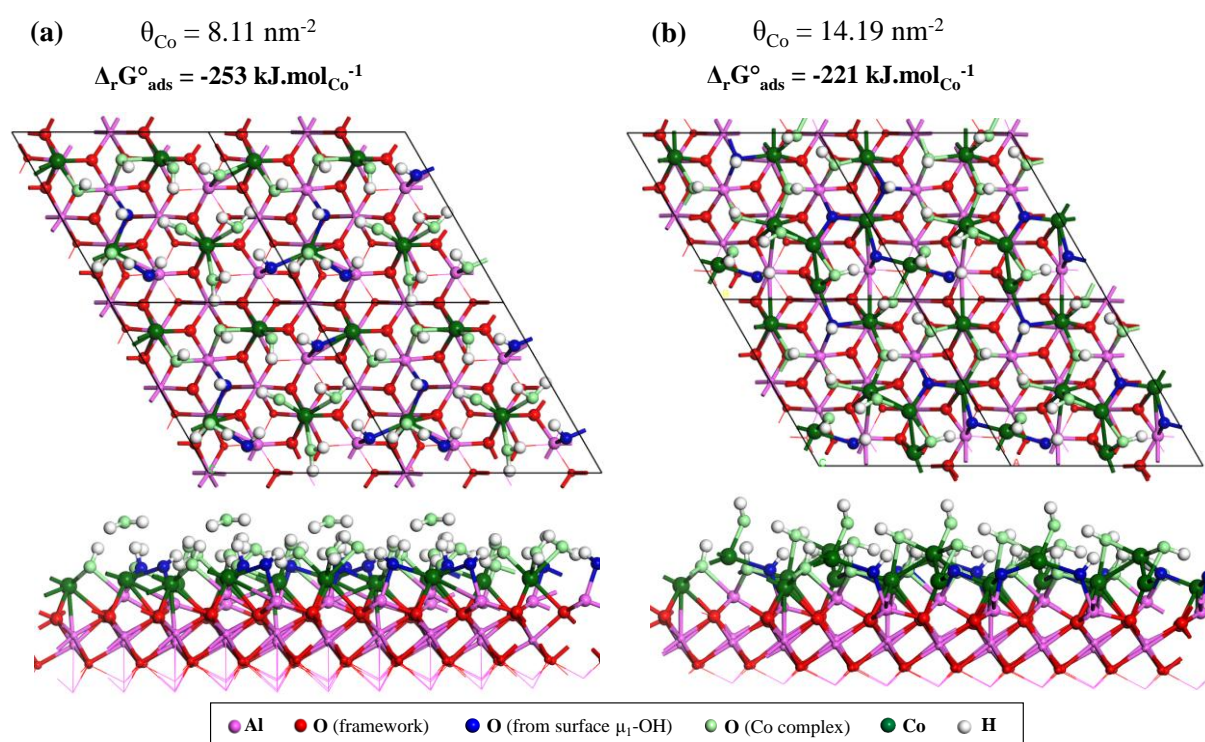 (a) θCo = 8.11 nm⁻²
ΔrG°ads = -253 kJ.molCo⁻¹
(b) θCo = 14.19 nm⁻²
ΔrG°ads = -221 kJ.molCo⁻¹
A
Al O (framework) O (from surface μ₁-OH) O (Co complex) Co H